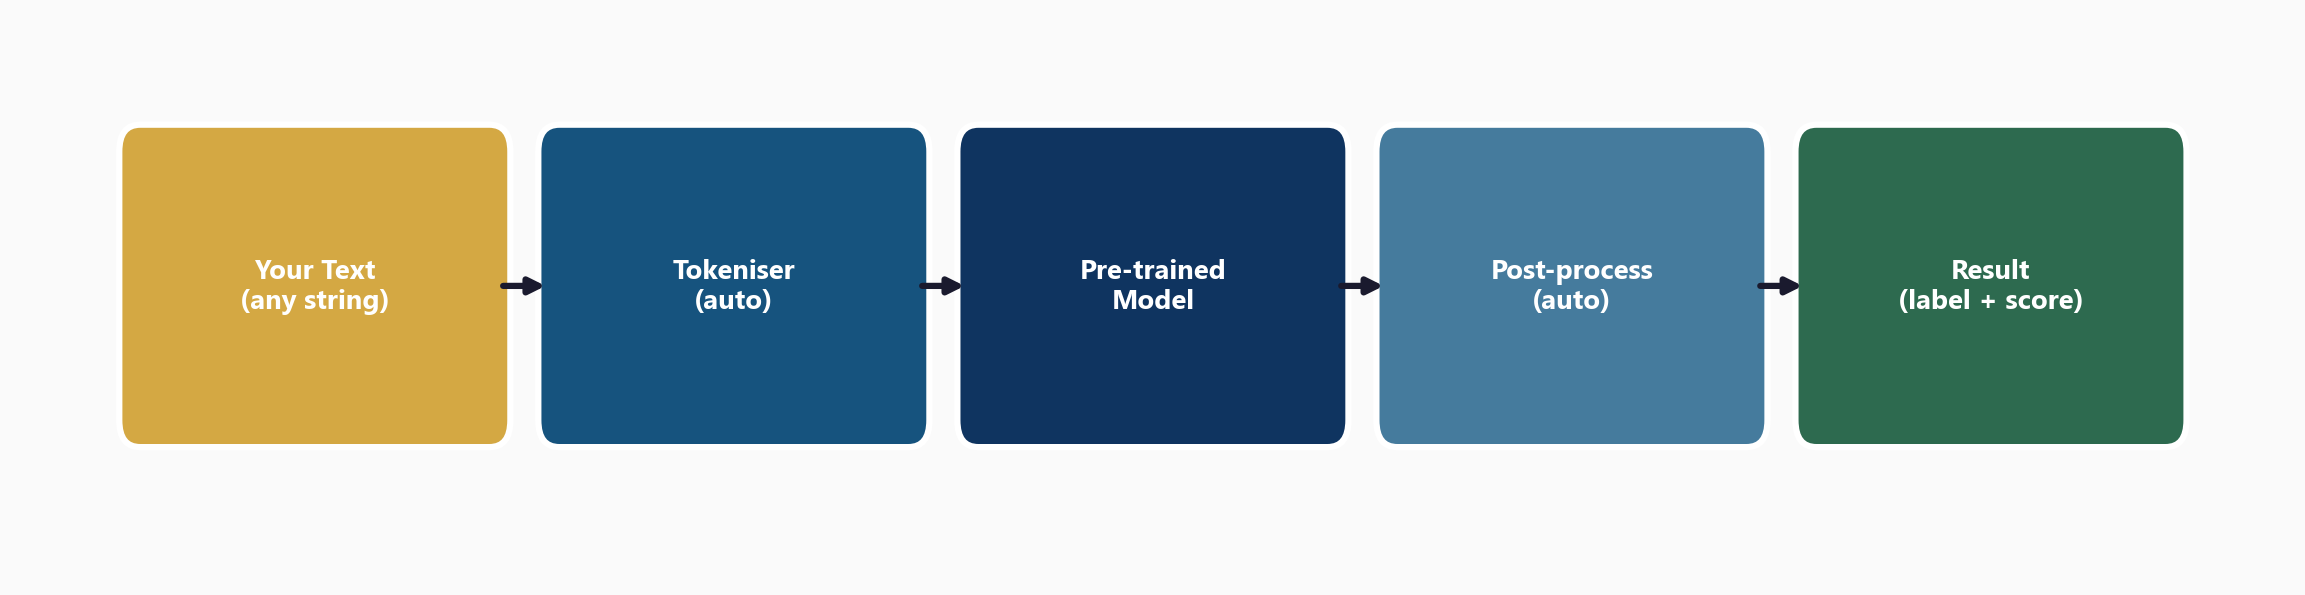 Your Text
(any string)
Tokeniser
(auto)
Pre-trained
Model
Post-process
(auto)
Result
(label + score)